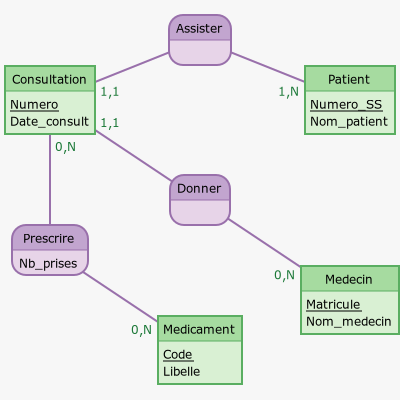 Assister
Consultation
Numero
Date_consult
1,1
1,N
Patient
Numero_SS
Nom_patient
1,1
0,N
Donner
Prescrire
Nb_prises
0,N
Medecin
Matricule
Nom_medecin
0,N
Medicament
Code
Libelle